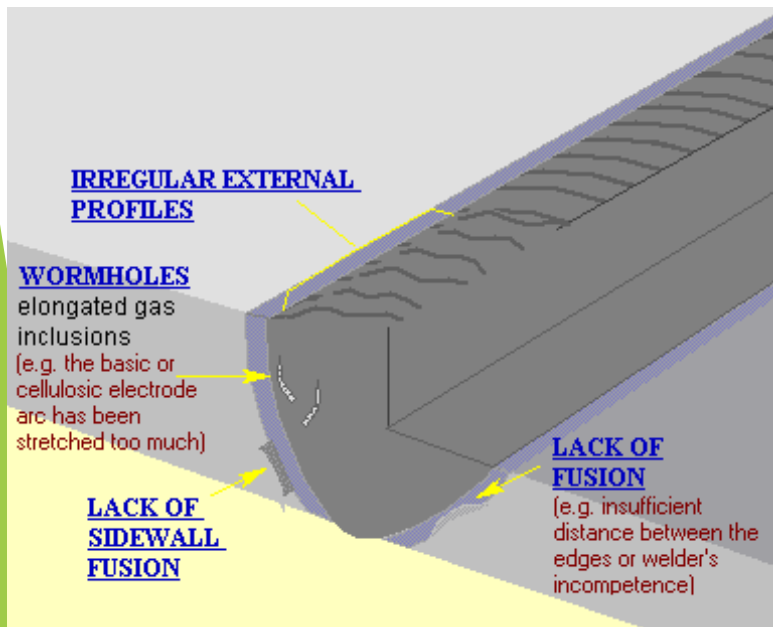 IRREGULAR EXTERNAL
PROFILES
WORMHOLES
elongated gas
inclusions
(e.g. the basic or
cellulosic electrode
arc has been
stretched too much)
LACK OF
SIDEWALL
FUSION
LACK OF
FUSION
(e.g. insufficient
distance between the
edges or welder's
incompetence)